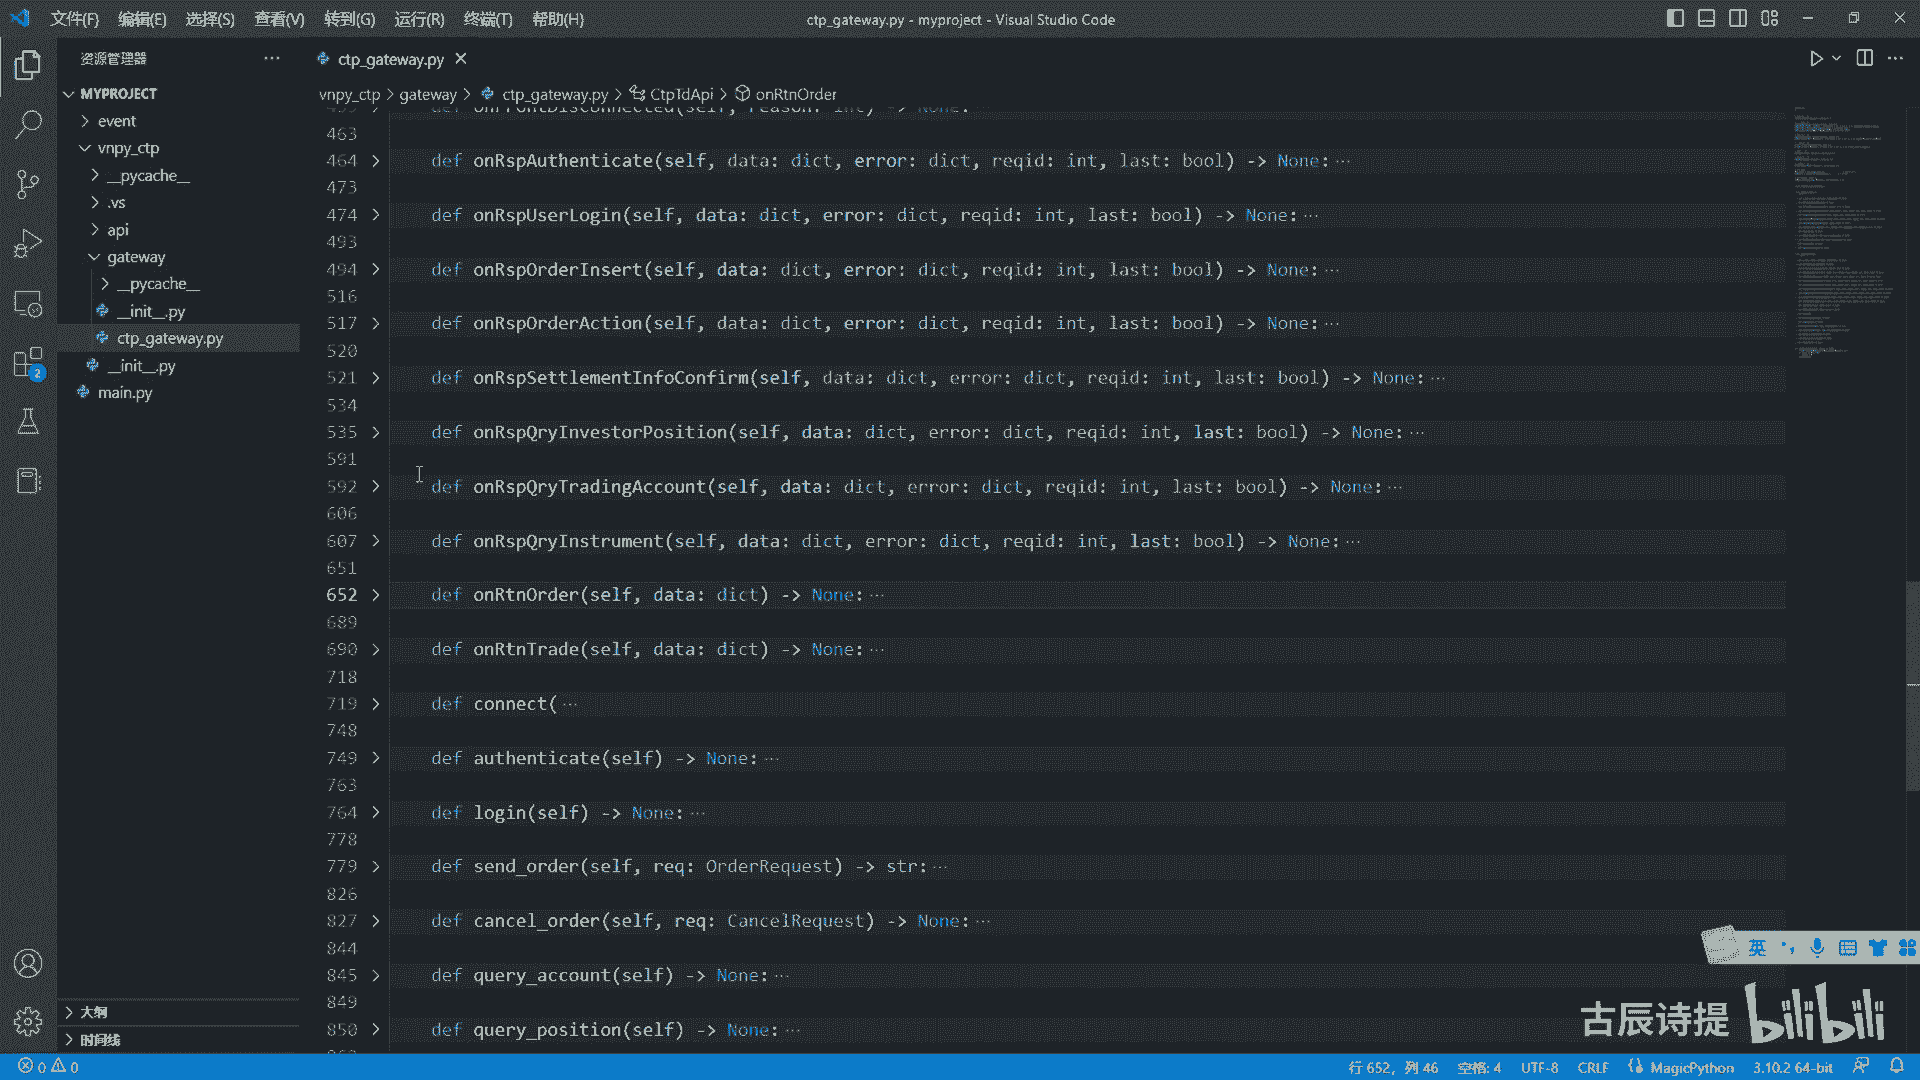 文件(F) 编辑(E) 选择(S) 查看(V) 转到(G) 运行(R) 终端(T) 帮助(H) ctp_gateway.py - myproject - Visual Studio Code
资源管理器 ··· ctp_gateway.py
MYPROJECT
event
vnpy_ctp
__pycache__
.vs
api
gateway
__pycache__
__init__.py
ctp_gateway.py
__init__.py
main.py
大纲
时间线
2
vnpy_ctp > gateway > ctp_gateway.py > CtpTdApi > onRtnOrder
463
464 > def onRspAuthenticate(self, data: dict, error: dict, reqid: int, last: bool) -> None:···
473
474 > def onRspUserLogin(self, data: dict, error: dict, reqid: int, last: bool) -> None:···
493
494 > def onRspOrderInsert(self, data: dict, error: dict, reqid: int, last: bool) -> None:···
516
517 > def onRspOrderAction(self, data: dict, error: dict, reqid: int, last: bool) -> None:···
520
521 > def onRspSettlementInfoConfirm(self, data: dict, error: dict, reqid: int, last: bool) -> None:···
534
535 > def onRspQryInvestorPosition(self, data: dict, error: dict, reqid: int, last: bool) -> None:···
591
592 > def onRspQryTradingAccount(self, data: dict, error: dict, reqid: int, last: bool) -> None:···
606
607 > def onRspQryInstrument(self, data: dict, error: dict, reqid: int, last: bool) -> None:···
651
652 > def onRtnOrder(self, data: dict) -> None:···
689
690 > def onRtnTrade(self, data: dict) -> None:···
718
719 > def connect(···
748
749 > def authenticate(self) -> None:···
763
764 > def login(self) -> None:···
778
779 > def send_order(self, req: OrderRequest) -> str:···
826
827 > def cancel_order(self, req: CancelRequest) -> None:···
844
845 > def query_account(self) -> None:···
849
850 > def query_position(self) -> None:···
英
古辰诗提 bilibili
0 0 行 652，列 46 空格: 4 UTF-8 CRLF MagicPython 3.10.2 64-bit